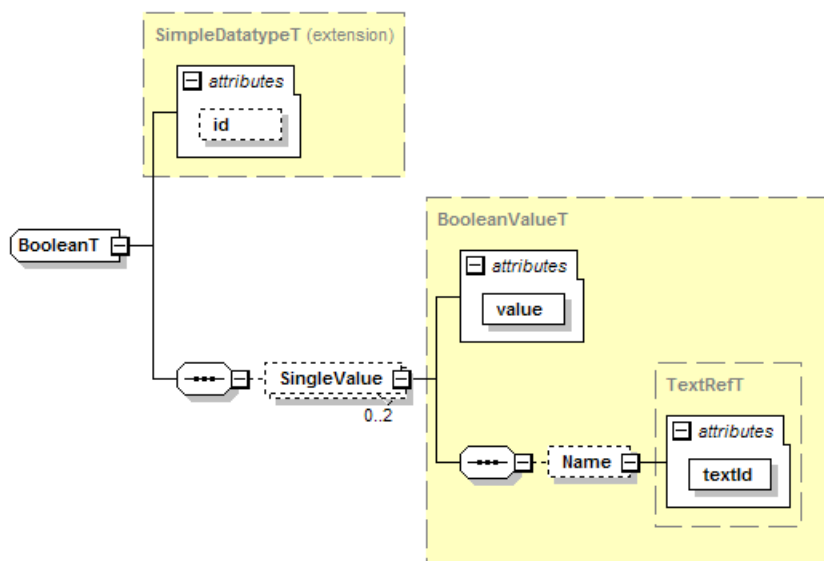 SimpleDatatypeT (extension)
attributes
id
BooleanT
BooleanValueT
attributes
value
SingleValue
0..2
TextRefT
attributes
Name
textId